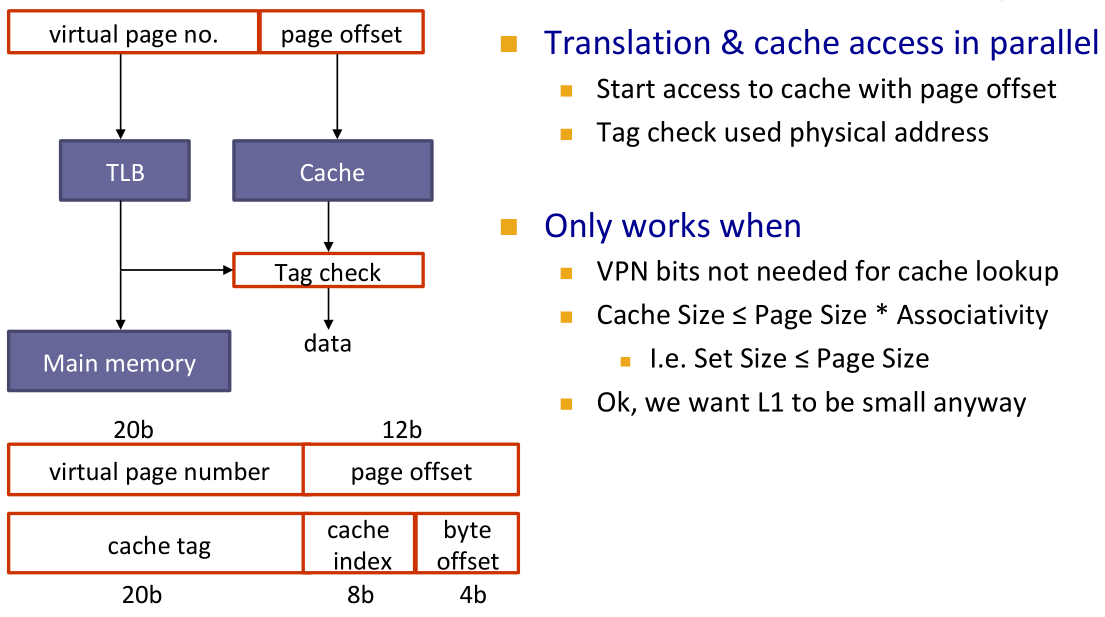 virtual page no. page offset
TLB Cache
Tag check
data
Main memory
20b 12b
virtual page number page offset
cache tag cache index byte offset
20b 8b 4b
Translation & cache access in parallel
Start access to cache with page offset
Tag check used physical address
Only works when
VPN bits not needed for cache lookup
Cache Size ≤ Page Size * Associativity
I.e. Set Size ≤ Page Size
Ok, we want L1 to be small anyway